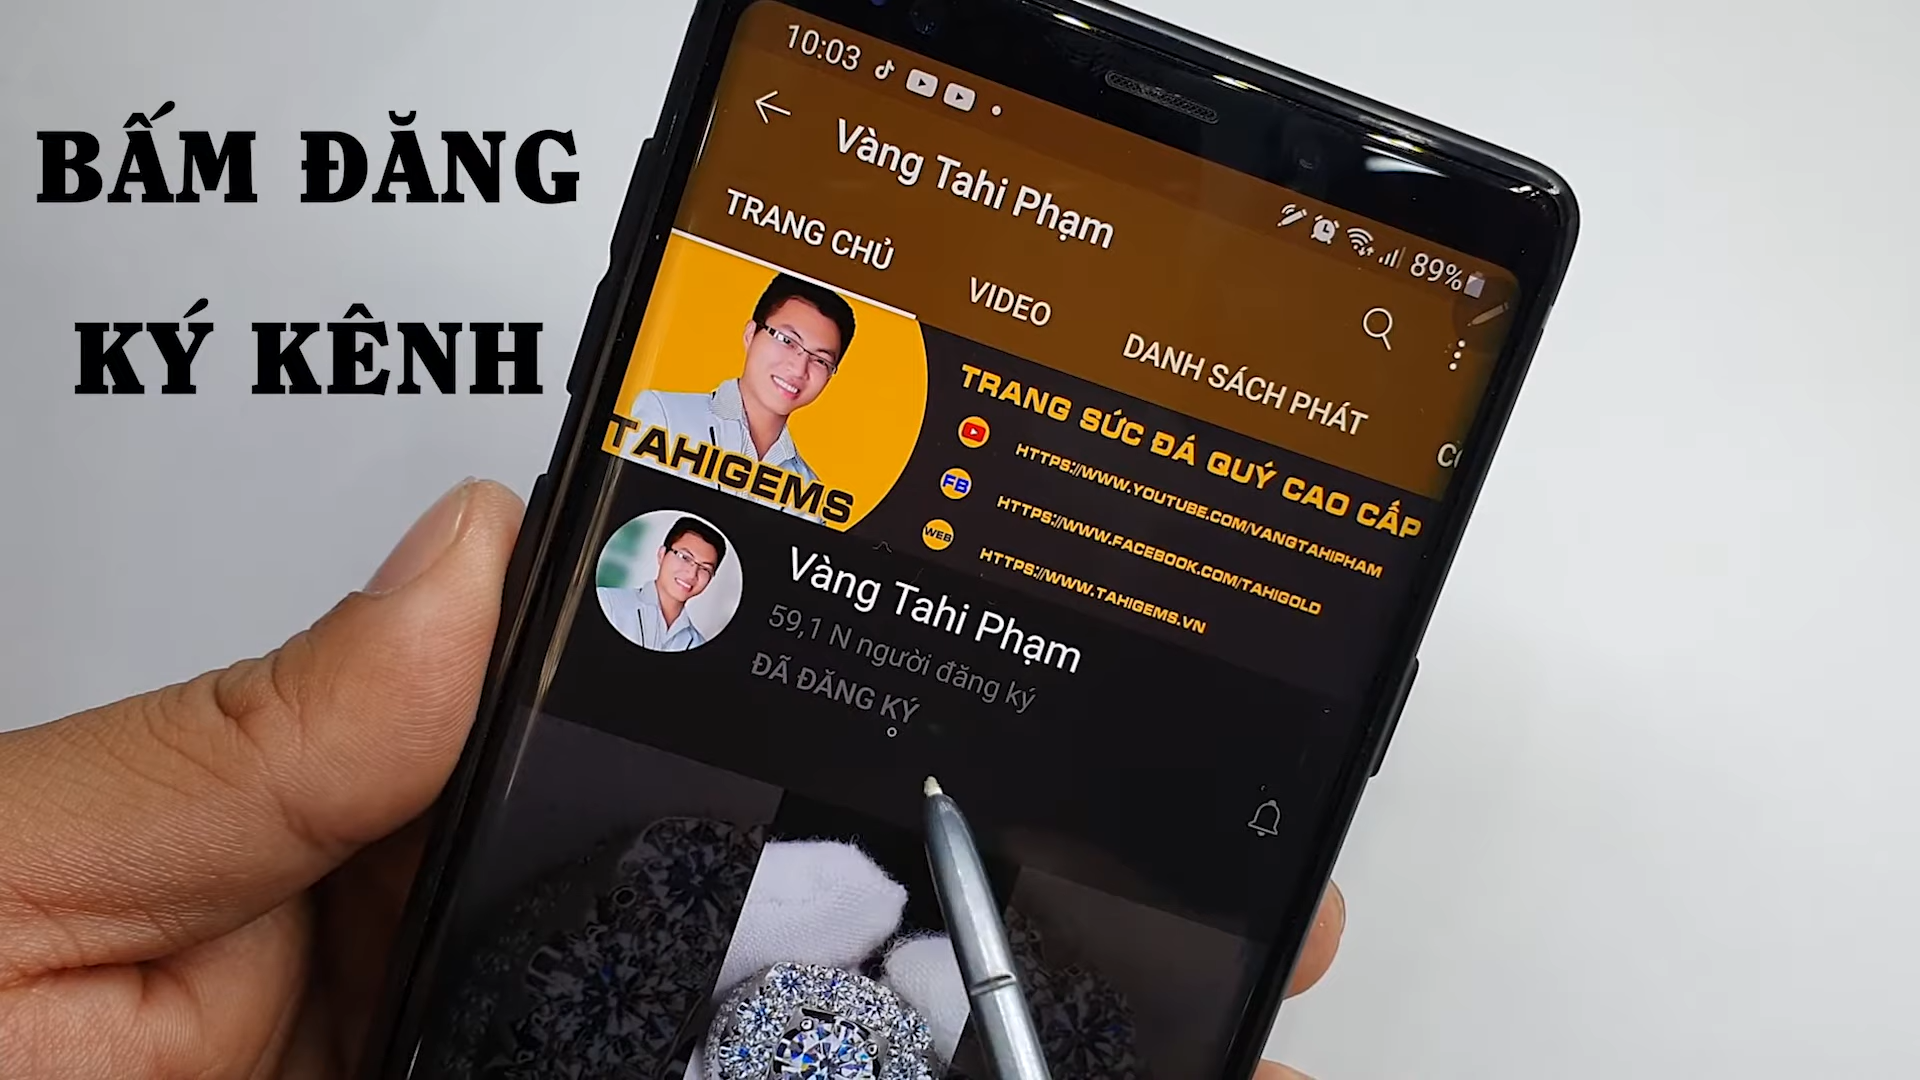 BẤM ĐĂNG
KÝ KÊNH
10:03
89%
Vàng Tahi Phạm
TRANG CHỦ
VIDEO
DANH SÁCH PHÁT
TAHIGEMS
TRANG SỨC ĐÁ QUÝ CAO CẤP
HTTPS://WWW.YOUTUBE.COM/VANGTAHIPHAM
FB
HTTPS://WWW.FACEBOOK.COM/TAHIGOLD
WEB
HTTPS://WWW.TAHIGEMS.VN
Vàng Tahi Phạm
59,1 N người đăng ký
ĐÃ ĐĂNG KÝ